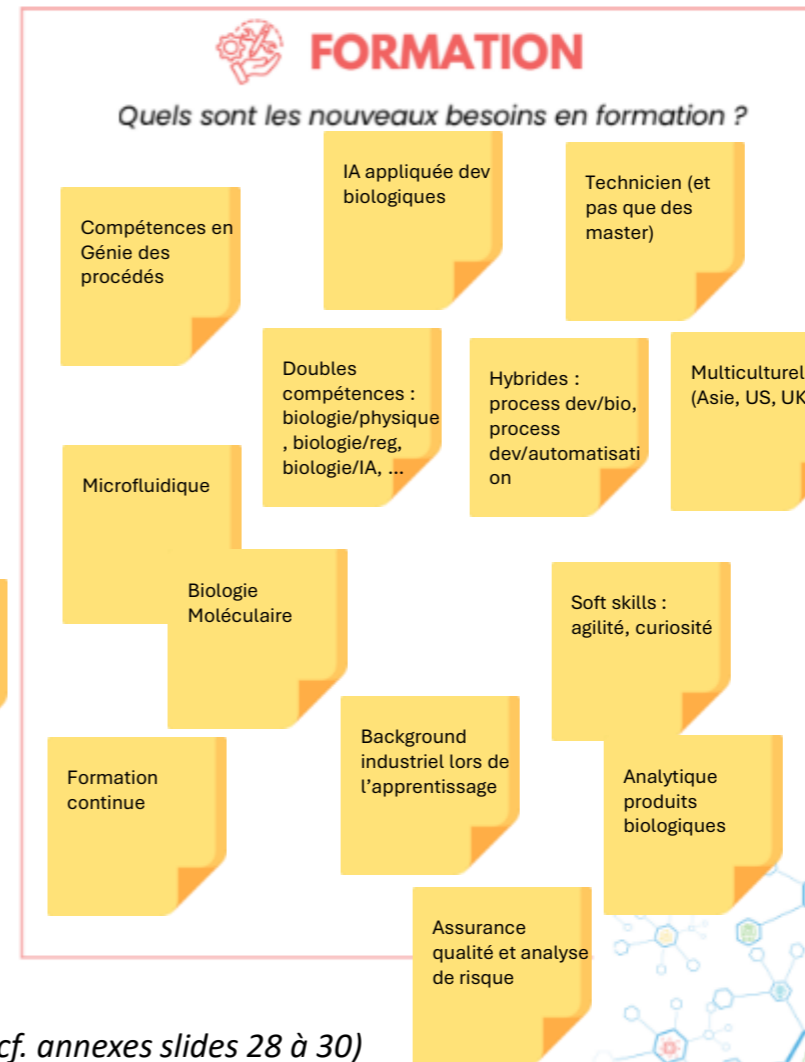 FORMATION
Quels sont les nouveaux besoins en formation ?
IA appliquée dev
biologiques
Technicien (et
pas que des
master)
Compétences en
Génie des
procédés
Doubles
compétences :
biologie/physique
, biologie/reg,
biologie/IA, ...
Hybrides :
process dev/bio,
process
dev/automatisati
on
Multiculturel
(Asie, US, UK
Microfluidique
Biologie
Moléculaire
Soft skills :
agilité, curiosité
Background
industriel lors de
l'apprentissage
Formation
continue
Analytique
produits
biologiques
Assurance
qualité et analyse
de risque
cf. annexes slides 28 à 30)